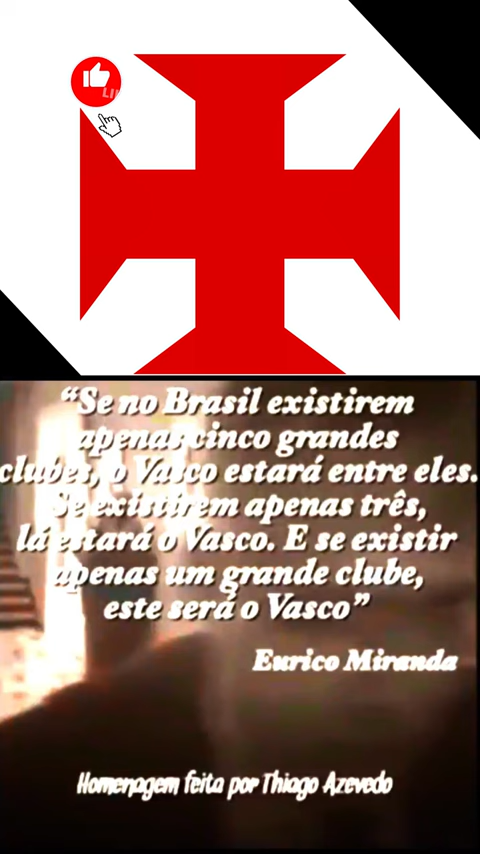 LI
“Se no Brasil existirem
apenas cinco grandes
clubes, o Vasco estará entre eles.
Se existirem apenas três,
lá estará o Vasco. E se existir
apenas um grande clube,
este será o Vasco”
Eurico Miranda
Homenagem feita por Thiago Azevedo